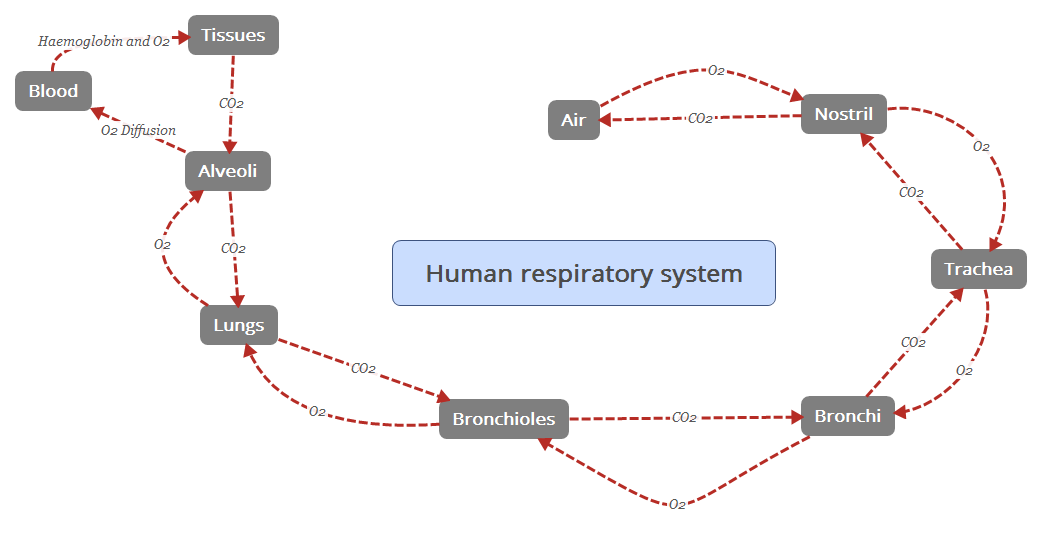 Tissues
Haemoglobin and O2
Blood
CO2
O2 Diffusion
Alveoli
O2
CO2
Lungs
CO2
O2
Bronchioles
CO2
O2
Bronchi
CO2
O2
Trachea
CO2
O2
Nostril
O2
CO2
Air
Human respiratory system